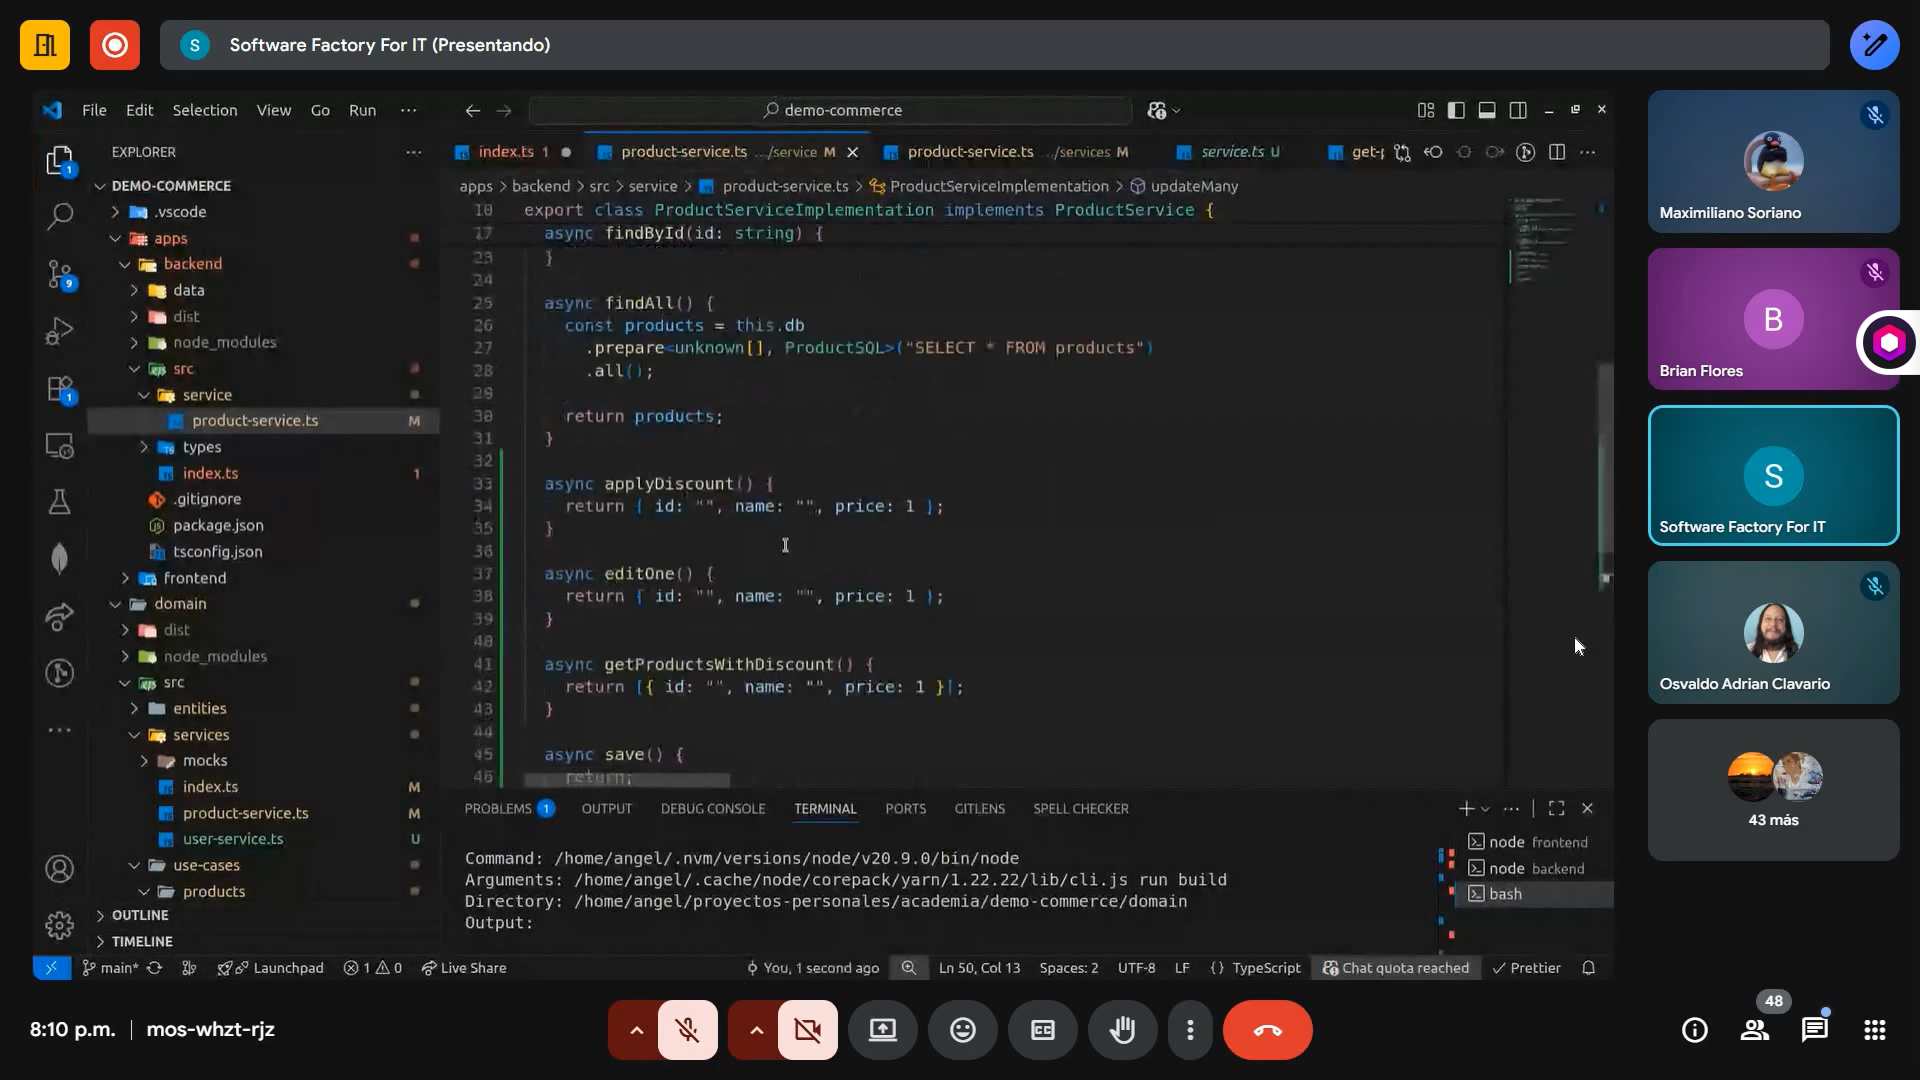 S Software Factory For IT (Presentando)
File Edit Selection View Go Run ··· demo-commerce
EXPLORER ···
index.ts 1 product-service.ts .../service M product-service.ts .../services M service.ts U get-p
DEMO-COMMERCE
apps > backend > src > service > product-service.ts > ProductServiceImplementation > updateMany
.vscode
apps
backend
data
dist
node_modules
src
service
product-service.ts M
types
index.ts 1
.gitignore
package.json
tsconfig.json
frontend
domain
dist
node_modules
src
entities
services
mocks
index.ts M
product-service.ts M
user-service.ts U
use-cases
products
OUTLINE
TIMELINE
1
9
1
10 export class ProductServiceImplementation implements ProductService {
17 async findById(id: string) {
23 }
24
25 async findAll() {
26 const products = this.db
27 .prepare<unknown[], ProductSQL>("SELECT * FROM products")
28 .all();
29
30 return products;
31 }
32
33 async applyDiscount() {
34 return { id: "", name: "", price: 1 };
35 }
36
37 async editOne() {
38 return { id: "", name: "", price: 1 };
39 }
40
41 async getProductsWithDiscount() {
42 return [{ id: "", name: "", price: 1 }];
43 }
44
45 async save() {
46 return;
PROBLEMS 1 OUTPUT DEBUG CONSOLE TERMINAL PORTS GITLENS SPELL CHECKER
Command: /home/angel/.nvm/versions/node/v20.9.0/bin/node
Arguments: /home/angel/.cache/node/corepack/yarn/1.22.22/lib/cli.js run build
Directory: /home/angel/proyectos-personales/academia/demo-commerce/domain
Output:
node frontend
node backend
bash
main* Launchpad 1 0 Live Share You, 1 second ago Ln 50, Col 13 Spaces: 2 UTF-8 LF {} TypeScript Chat quota reached Prettier
Maximiliano Soriano
B
Brian Flores
S
Software Factory For IT
Osvaldo Adrian Clavario
43 más
8:10 p.m. | mos-whzt-rjz
48